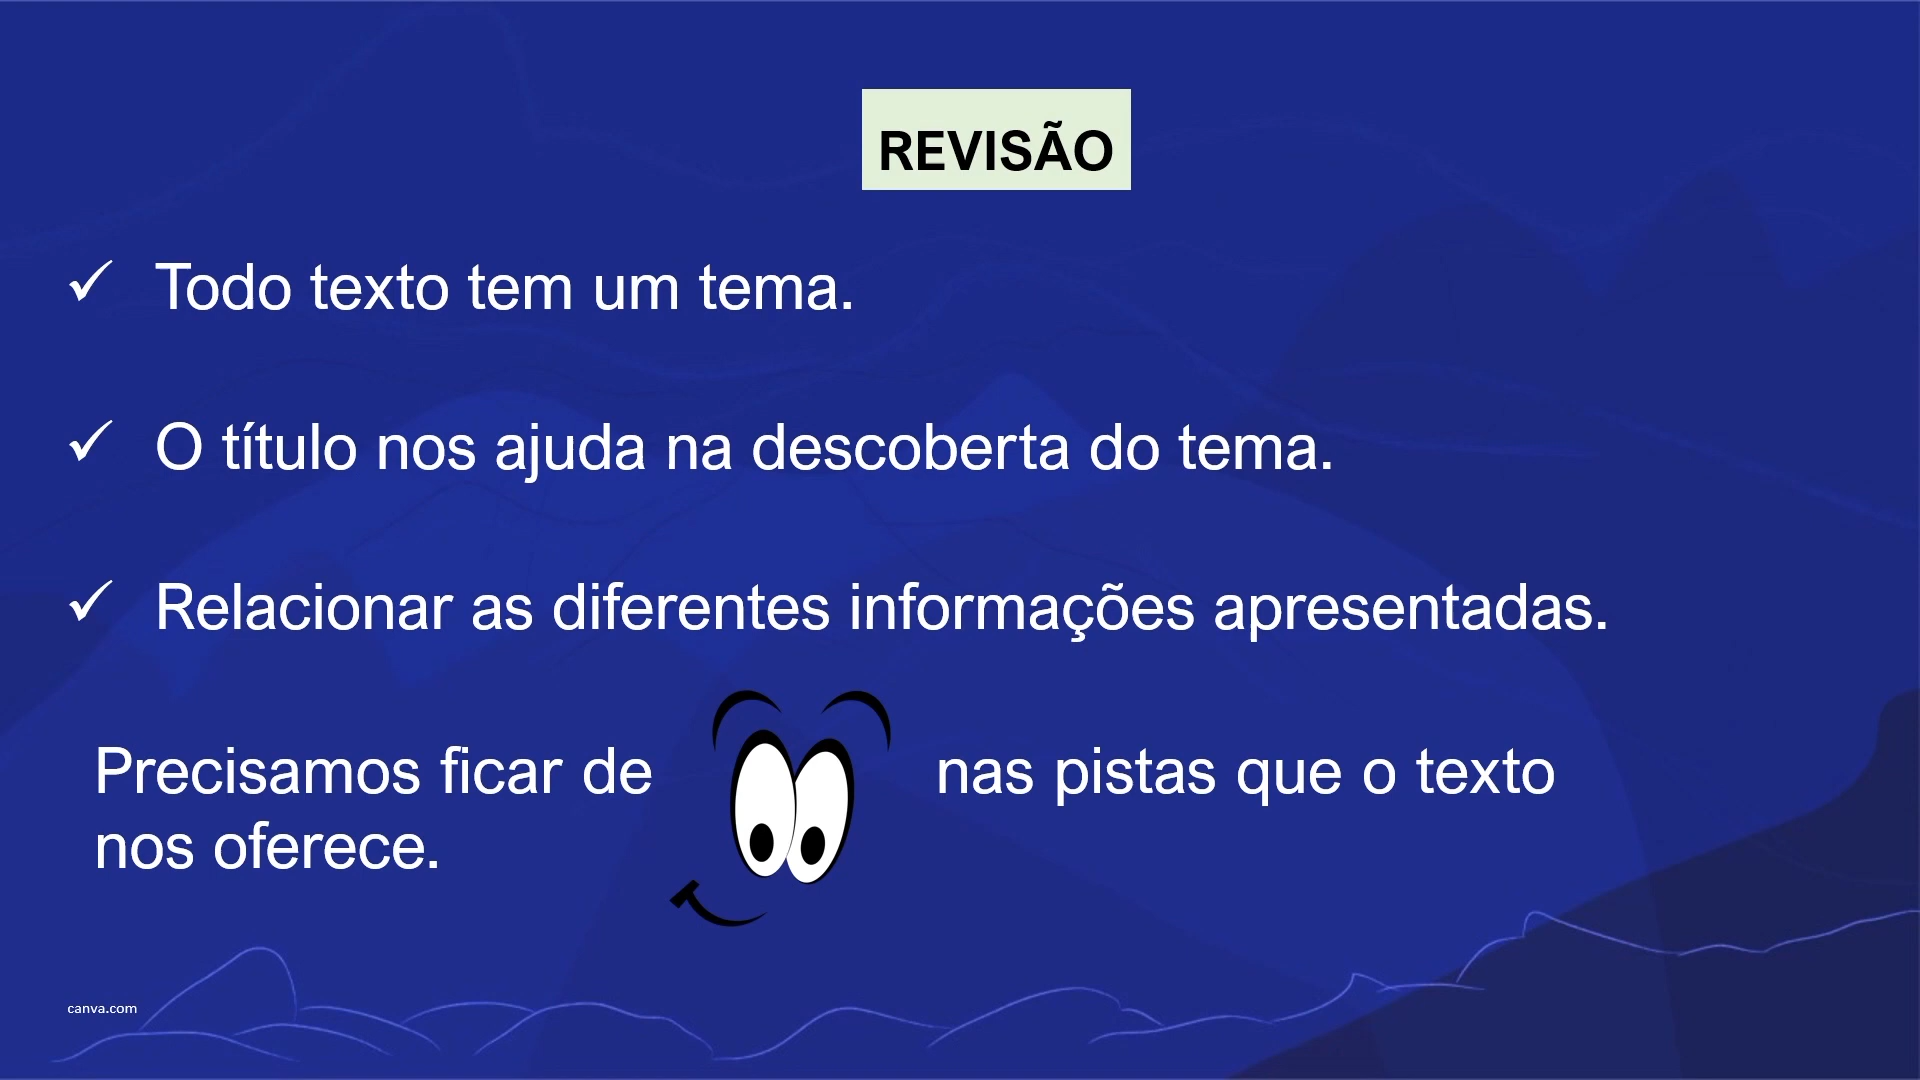 REVISÃO
✓ Todo texto tem um tema.
✓ O título nos ajuda na descoberta do tema.
✓ Relacionar as diferentes informações apresentadas.
Precisamos ficar de nas pistas que o texto
nos oferece.
canva.com